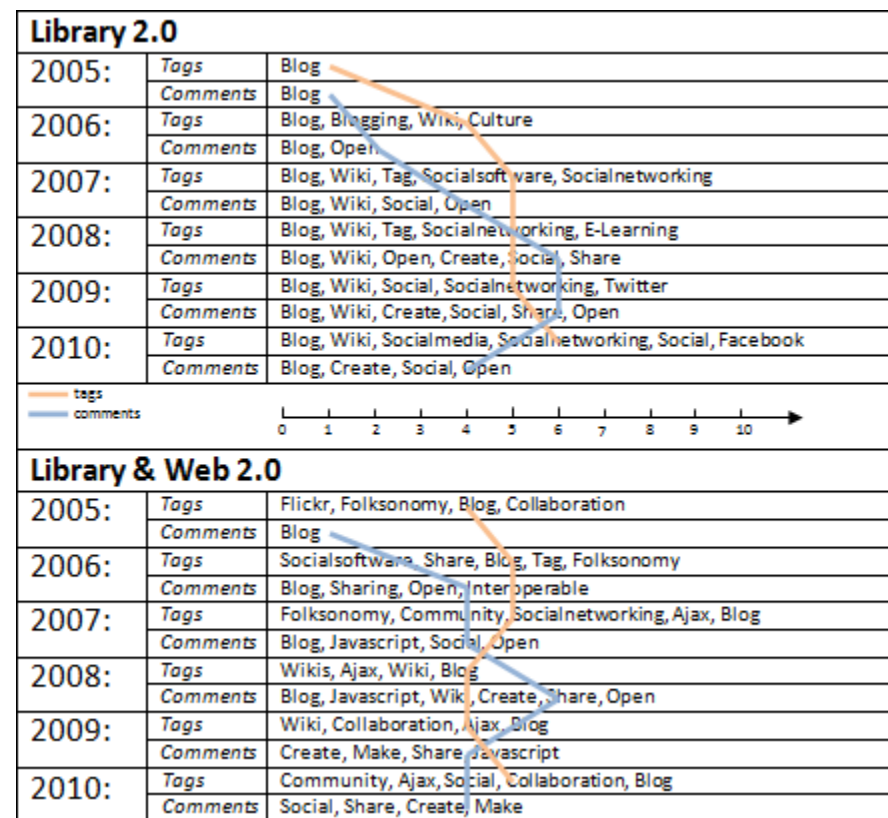 Library 2.0
2005: Tags Blog
Comments Blog
2006: Tags Blog, Blogging, Wiki, Culture
Comments Blog, Open
2007: Tags Blog, Wiki, Tag, Socialsoftware, Socialnetworking
Comments Blog, Wiki, Social, Open
2008: Tags Blog, Wiki, Tag, Socialnetworking, E-Learning
Comments Blog, Wiki, Open, Create, Social, Share
2009: Tags Blog, Wiki, Social, Socialnetworking, Twitter
Comments Blog, Wiki, Create, Social, Share, Open
2010: Tags Blog, Wiki, Socialmedia, Socialnetworking, Social, Facebook
Comments Blog, Create, Social, Open
tags
comments
0 1 2 3 4 5 6 7 8 9 10
Library & Web 2.0
2005: Tags Flickr, Folksonomy, Blog, Collaboration
Comments Blog
2006: Tags Socialsoftware, Share, Blog, Tag, Folksonomy
Comments Blog, Sharing, Open, Interoperable
2007: Tags Folksonomy, Community, Socialnetworking, Ajax, Blog
Comments Blog, Javascript, Social, Open
2008: Tags Wikis, Ajax, Wiki, Blog
Comments Blog, Javascript, Wiki, Create, Share, Open
2009: Tags Wiki, Collaboration, Ajax, Blog
Comments Create, Make, Share, Javascript
2010: Tags Community, Ajax, Social, Collaboration, Blog
Comments Social, Share, Create, Make